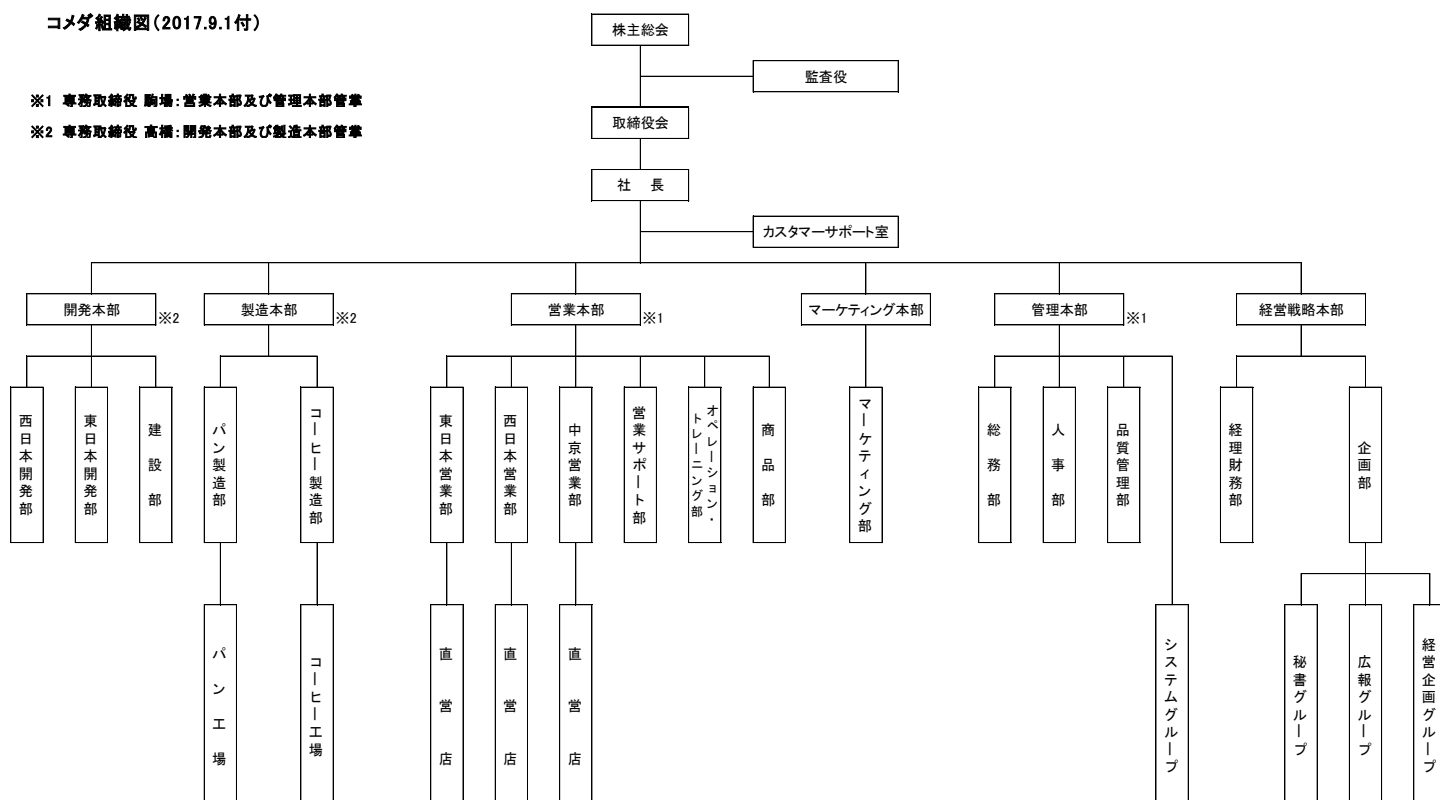 コメダ組織図(2017.9.1付)
※1 専務取締役 駒場:営業本部及び管理本部管掌
※2 専務取締役 高橋:開発本部及び製造本部管掌
株主総会
監査役
取締役会
社 長
カスタマーサポート室
開発本部 ※2
製造本部 ※2
営業本部 ※1
マーケティング本部
管理本部 ※1
経営戦略本部
西日本開発部
東日本開発部
建設部
パン製造部
コーヒー製造部
東日本営業部
西日本営業部
中京営業部
営業サポート部
オペレーション・
トレーニング部
商品部
マーケティング部
総務部
人事部
品質管理部
経理財務部
企画部
パン工場
コーヒー工場
直営店
直営店
直営店
システムグループ
秘書グループ
広報グループ
経営企画グループ